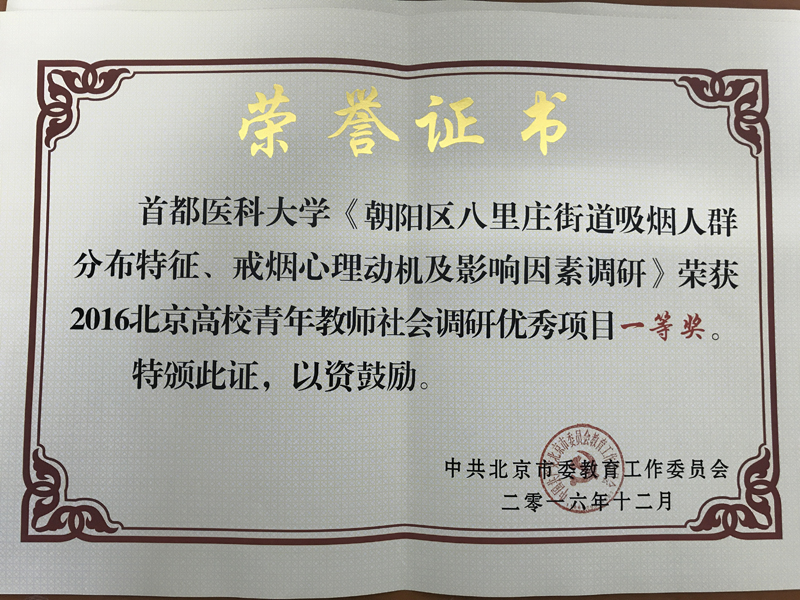 荣誉证书
首都医科大学《朝阳区八里庄街道吸烟人群
分布特征、戒烟心理动机及影响因素调研》荣获
2016北京高校青年教师社会调研优秀项目一等奖。
特颁此证，以资鼓励。
中共北京市委教育工作委员会
二零一六年十二月